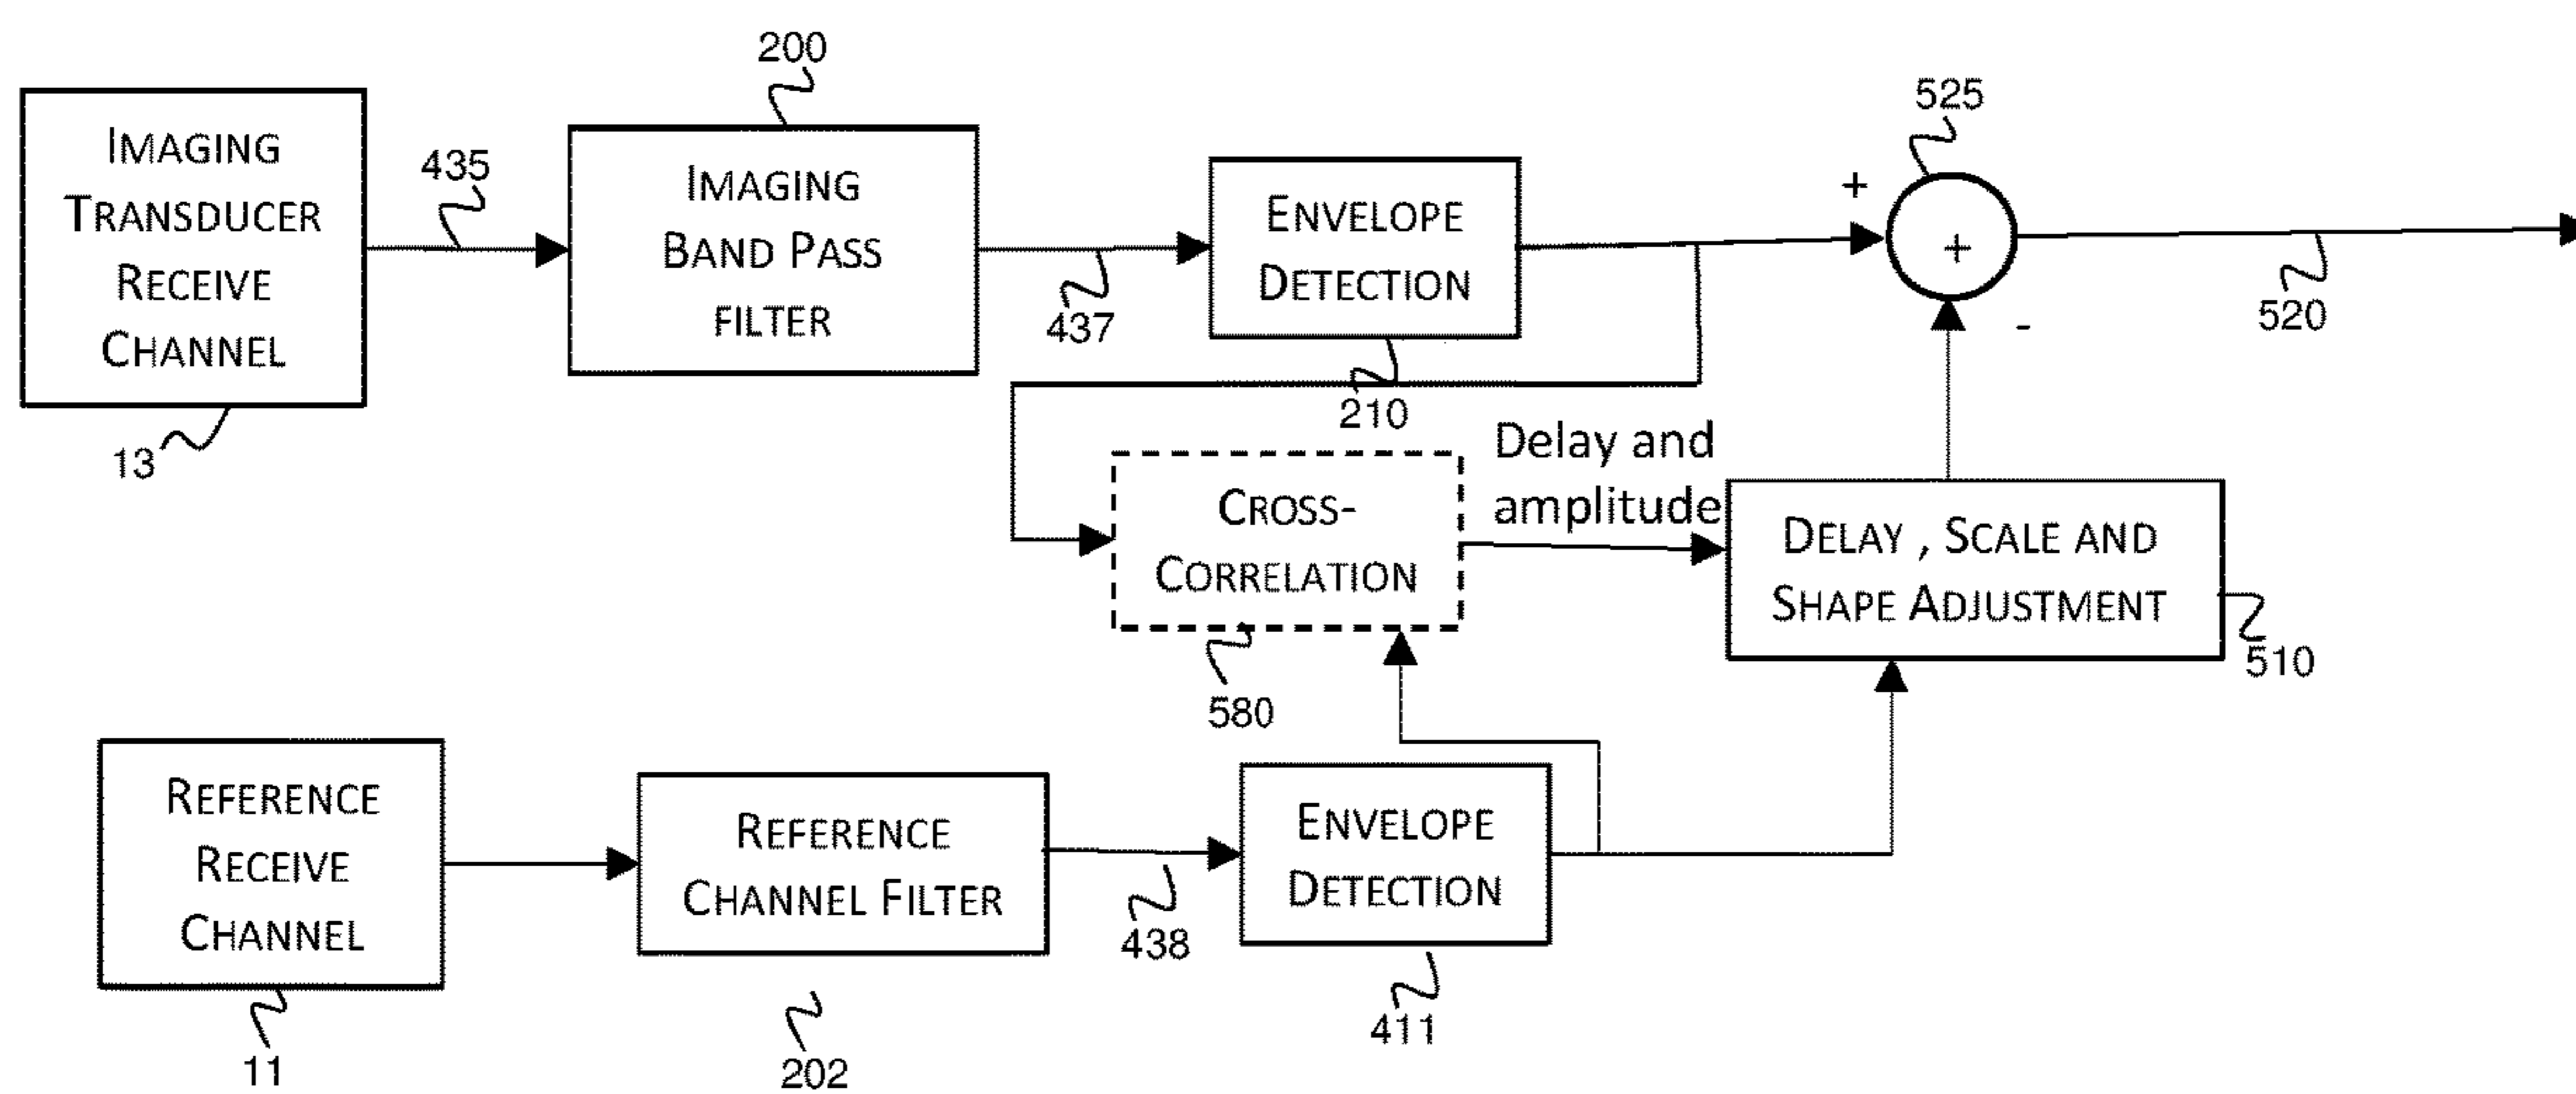 200
IMAGING
TRANSDUCER
RECEIVE
CHANNEL
13
435
IMAGING
BAND PASS
FILTER
437
ENVELOPE
DETECTION
210
525
+
+
-
520
CROSS-
CORRELATION
580
Delay and
amplitude
DELAY , SCALE AND
SHAPE ADJUSTMENT
510
REFERENCE
RECEIVE
CHANNEL
11
REFERENCE
CHANNEL FILTER
202
438
ENVELOPE
DETECTION
411